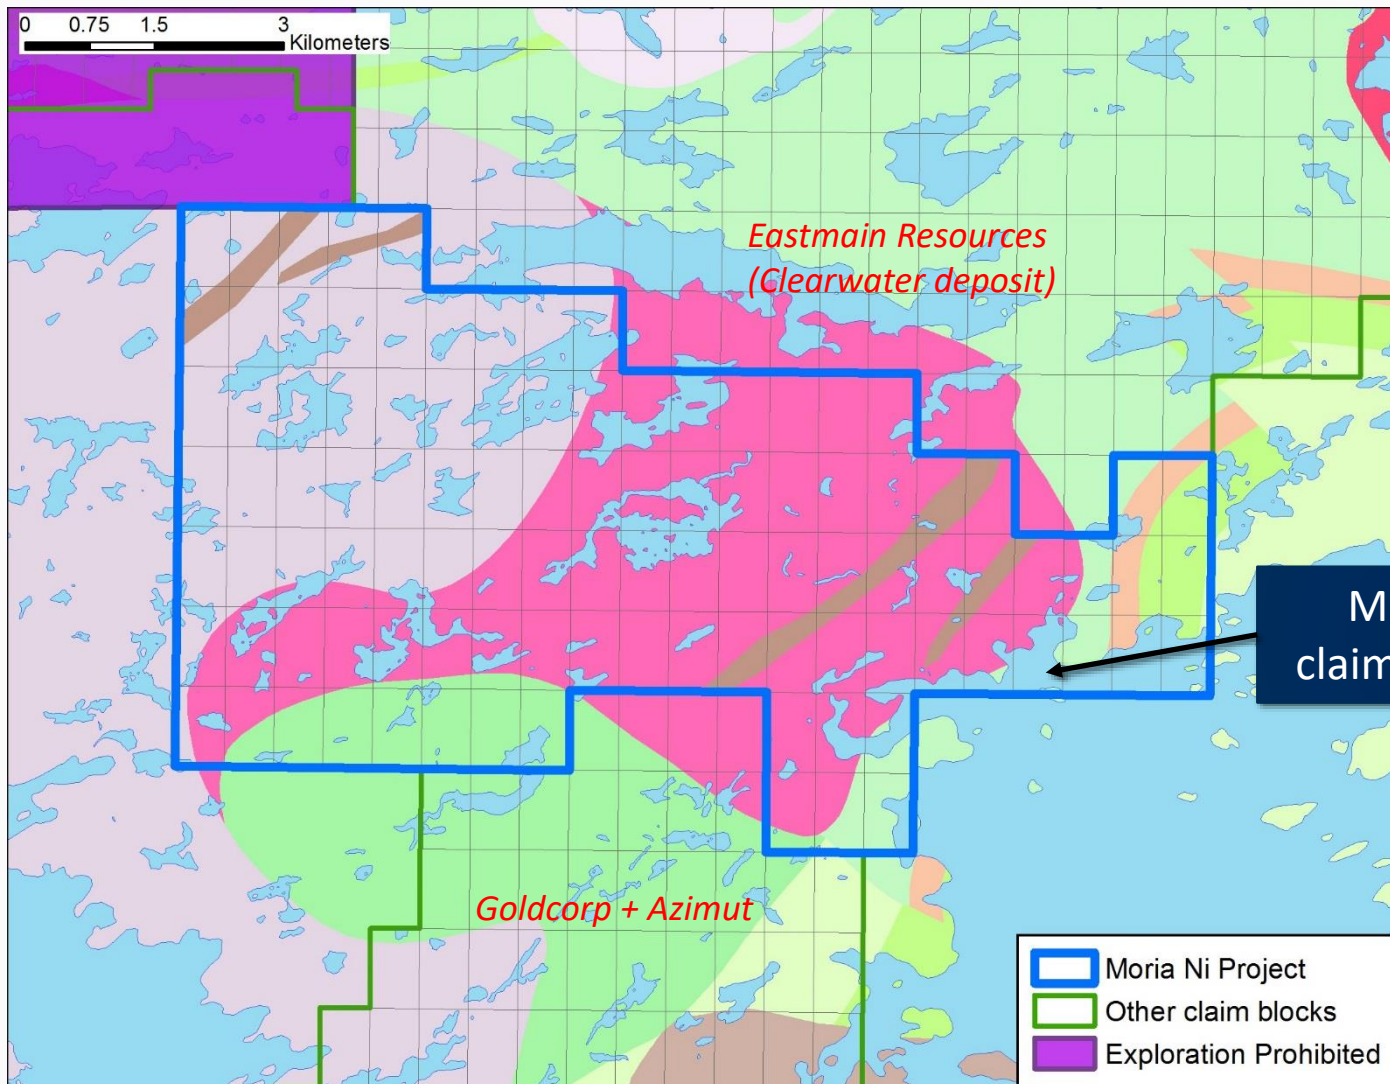 0 0.75 1.5 3
Kilometers
Eastmain Resources
(Clearwater deposit)
M
claim
Goldcorp + Azimut
Moria Ni Project
Other claim blocks
Exploration Prohibited